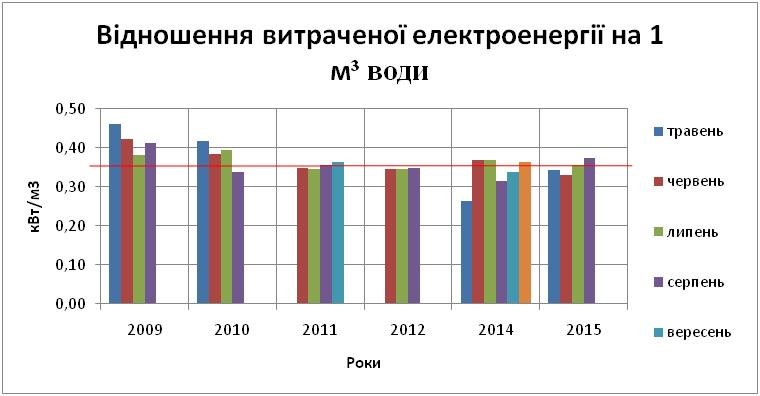 Відношення витраченої електроенергії на 1
м³ води
0,50
0,40
0,30
0,20
0,10
0,00
кВт/м3
2009 2010 2011 2012 2014 2015
Роки
травень
червень
липень
серпень
вересень